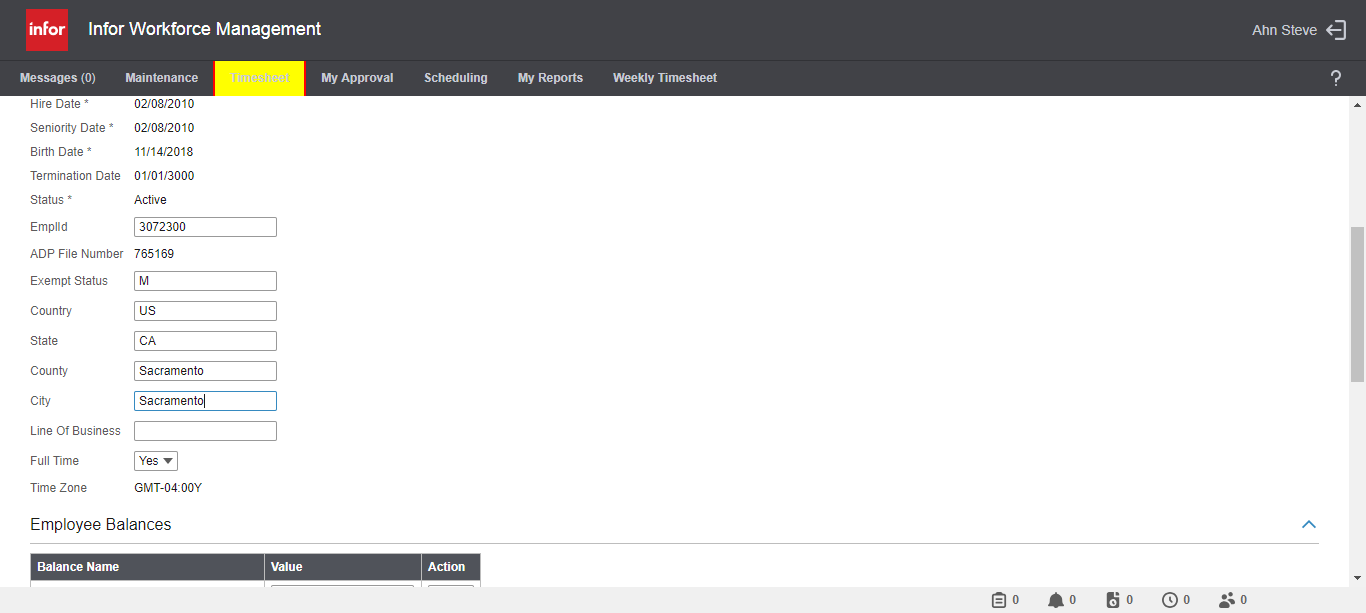 infor Infor Workforce Management Ahn Steve
Messages (0) Maintenance Timesheet My Approval Scheduling My Reports Weekly Timesheet ?
Hire Date * 02/08/2010
Seniority Date * 02/08/2010
Birth Date * 11/14/2018
Termination Date 01/01/3000
Status * Active
EmplId 3072300
ADP File Number 765169
Exempt Status M
Country US
State CA
County Sacramento
City Sacramento
Line Of Business
Full Time Yes
Time Zone GMT-04:00Y
Employee Balances
Balance Name Value Action
0 0 0 0 0